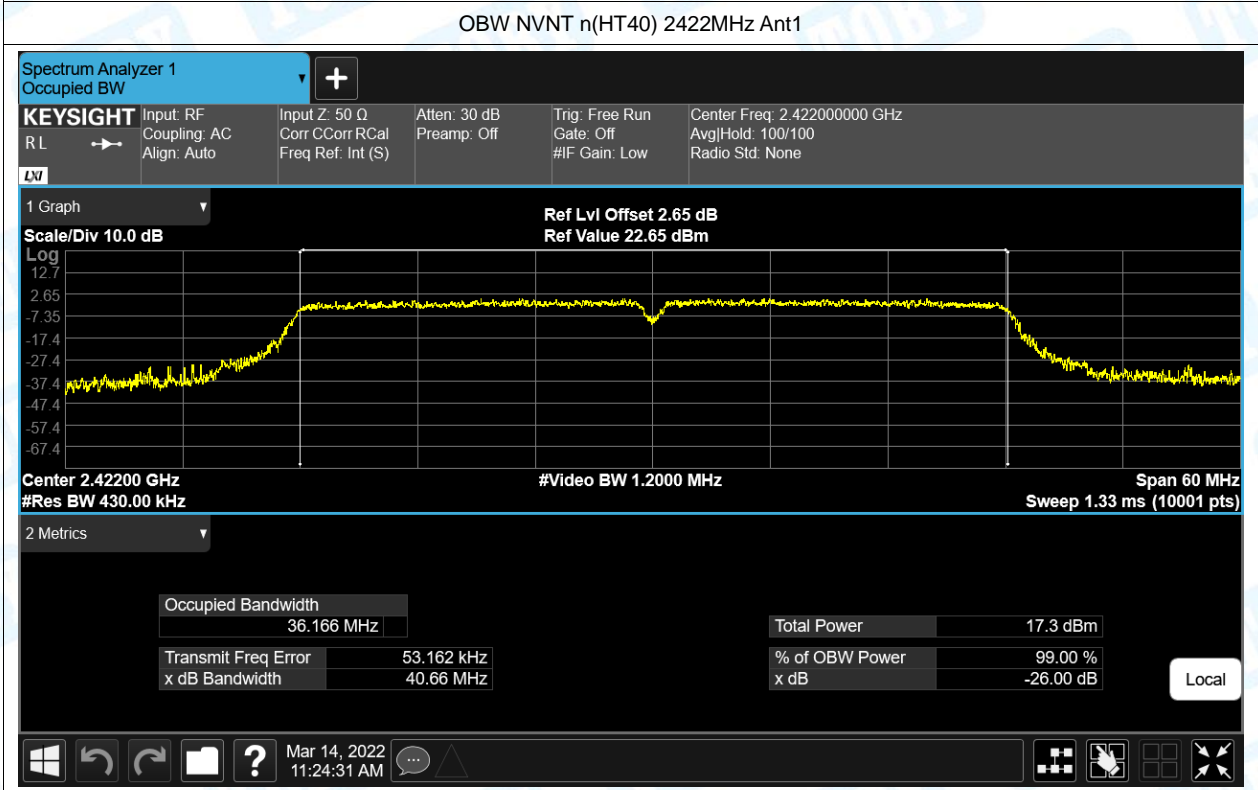 OBW NVNT n(HT40) 2422MHz Ant1
Spectrum Analyzer 1
Occupied BW
KEYSIGHT
R L
LXI
Input: RF
Coupling: AC
Align: Auto
Input Z: 50 Ω
Corr CCorr RCal
Freq Ref: Int (S)
Atten: 30 dB
Preamp: Off
Trig: Free Run
Gate: Off
#IF Gain: Low
Center Freq: 2.422000000 GHz
Avg|Hold: 100/100
Radio Std: None
1 Graph
Scale/Div 10.0 dB
Ref Lvl Offset 2.65 dB
Ref Value 22.65 dBm
Log
12.7
2.65
-7.35
-17.4
-27.4
-37.4
-47.4
-57.4
-67.4
Center 2.42200 GHz
#Video BW 1.2000 MHz
Span 60 MHz
#Res BW 430.00 kHz
Sweep 1.33 ms (10001 pts)
2 Metrics
Occupied Bandwidth
36.166 MHz
Total Power 17.3 dBm
Transmit Freq Error 53.162 kHz
% of OBW Power 99.00 %
x dB Bandwidth 40.66 MHz
x dB -26.00 dB
Local
?
Mar 14, 2022
11:24:31 AM